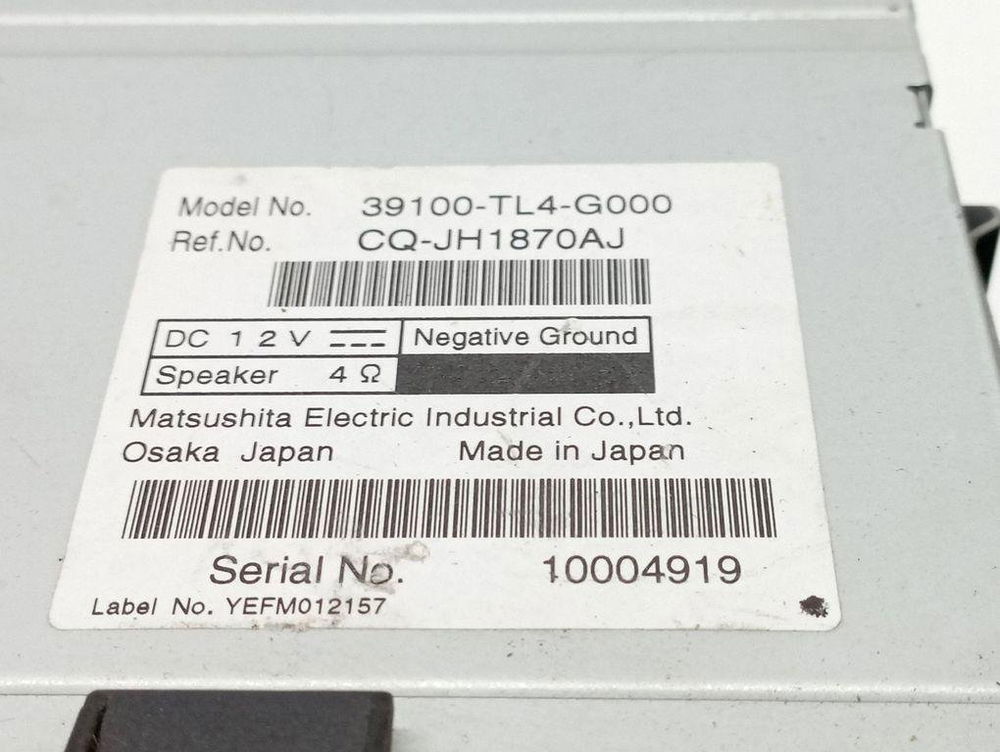 Model No. 39100-TL4-G000
Ref.No. CQ-JH1870AJ
DC 12V Negative Ground
Speaker 4Ω
Matsushita Electric Industrial Co.,Ltd.
Osaka Japan Made in Japan
Serial No. 10004919
Label No. YEFM012157